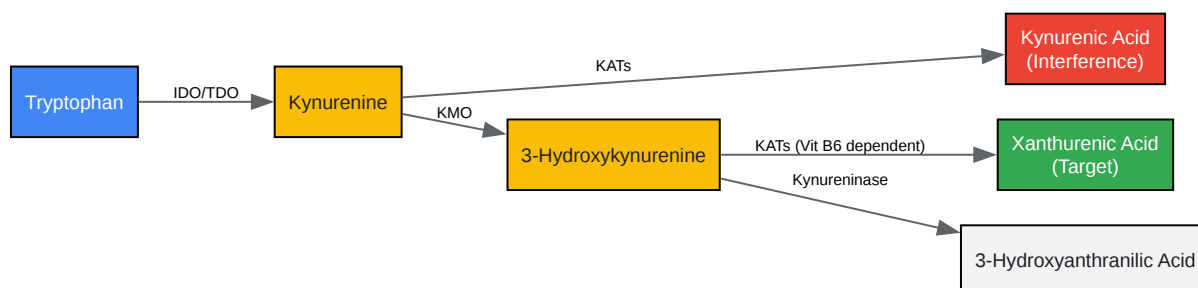 Tryptophan
IDO/TDO
Kynurenine
KATs
Kynurenic Acid
(Interference)
KMO
3-Hydroxykynurenine
KATs (Vit B6 dependent)
Xanthurenic Acid
(Target)
Kynureninase
3-Hydroxyanthranilic Acid